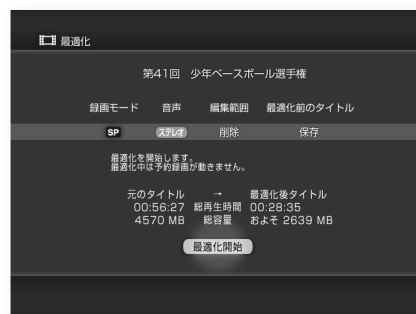 最適化
第41回 少年ベースボール選手権
録画モード 音声 編集範囲 最適化前のタイトル
SP ステレオ 削除 保存
最適化を開始します。
最適化中は予約録画が動きません。
元のタイトル → 最適化後タイトル
00:56:27 総再生時間 00:28:35
4570 MB 総容量 およそ 2639 MB
最適化開始